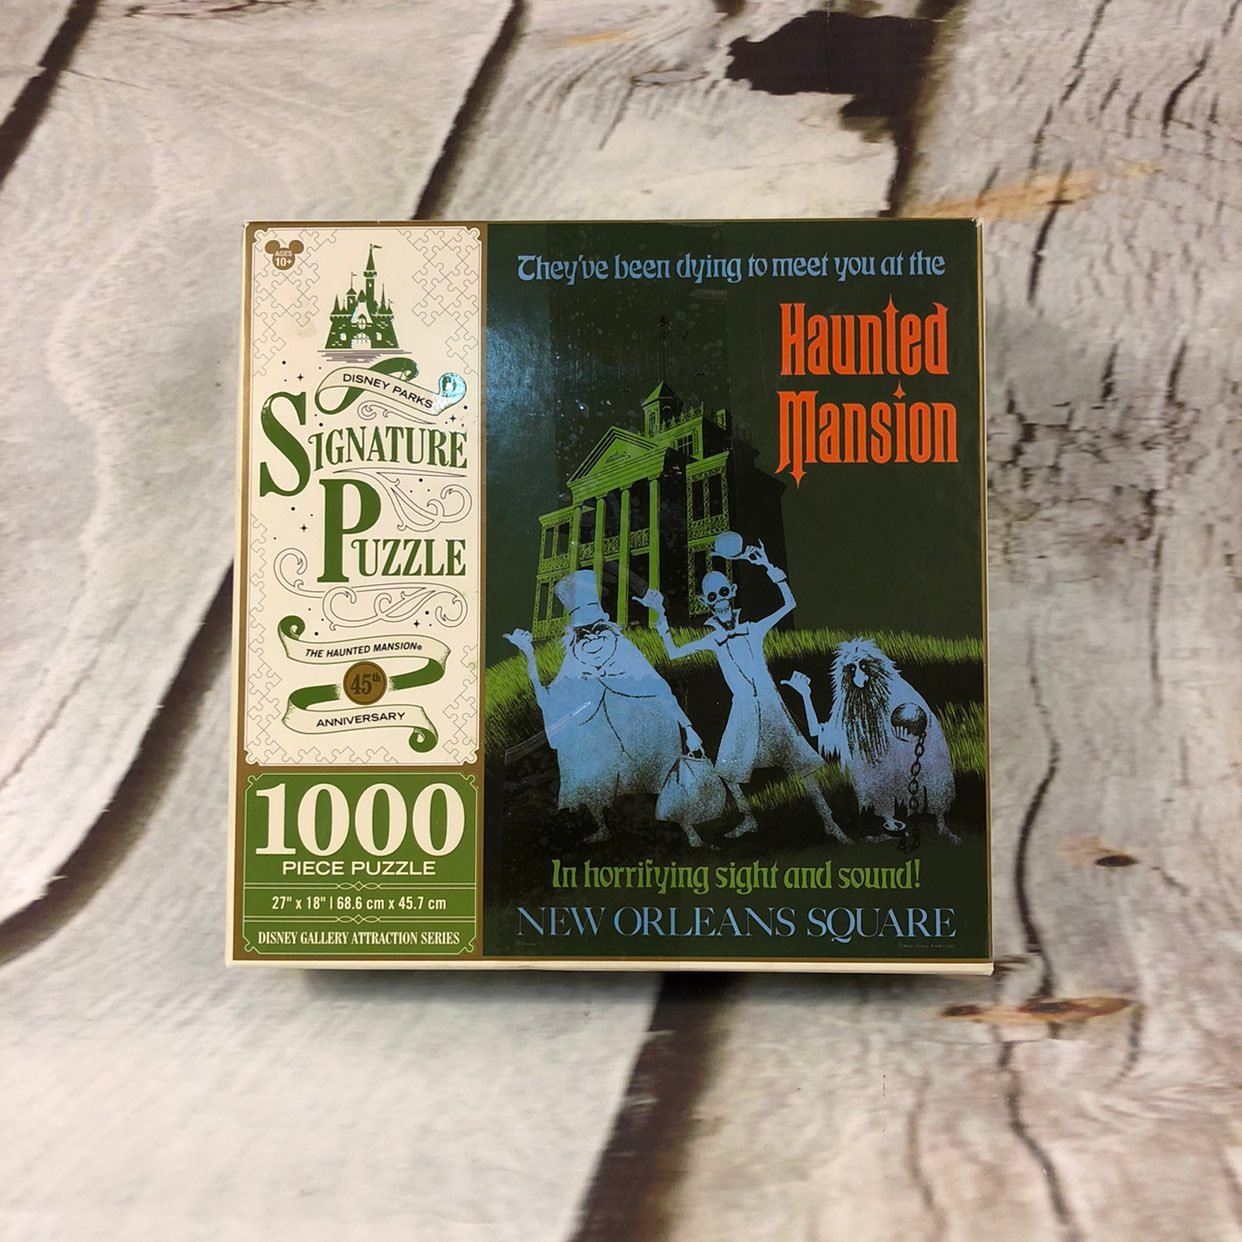 AGES
10+
DISNEY PARKS
SIGNATURE
PUZZLE
THE HAUNTED MANSION®
45th
ANNIVERSARY
1000
PIECE PUZZLE
27" x 18" | 68.6 cm x 45.7 cm
DISNEY GALLERY ATTRACTION SERIES
They've been dying to meet you at the
Haunted
Mansion
In horrifying sight and sound!
NEW ORLEANS SQUARE
© Disney